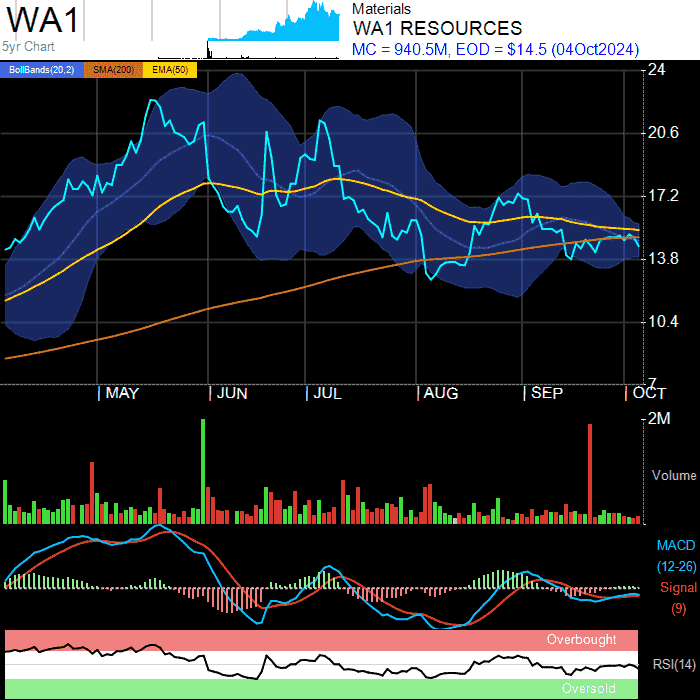 WA1
5yr Chart
Materials
WA1 RESOURCES
MC = 940.5M, EOD = $14.5 (04Oct2024)
BollBands(20,2) SMA(200) EMA(50)
24
20.6
17.2
13.8
10.4
7
MAY JUN JUL AUG SEP OCT
2M
Volume
MACD
(12-26)
Signal
(9)
Overbought
RSI(14)
Oversold